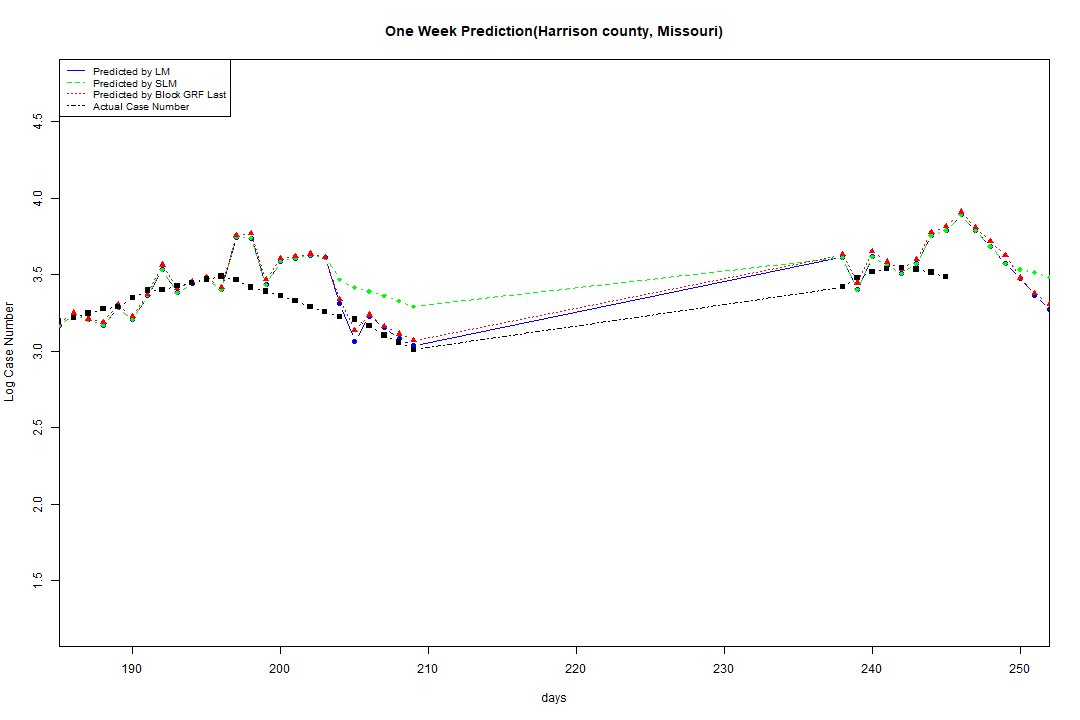 One Week Prediction(Harrison county, Missouri)
Predicted by LM
Predicted by SLM
Predicted by Block GRF Last
Actual Case Number
4.5
4.0
3.5
3.0
2.5
2.0
1.5
Log Case Number
190 200 210 220 230 240 250
days